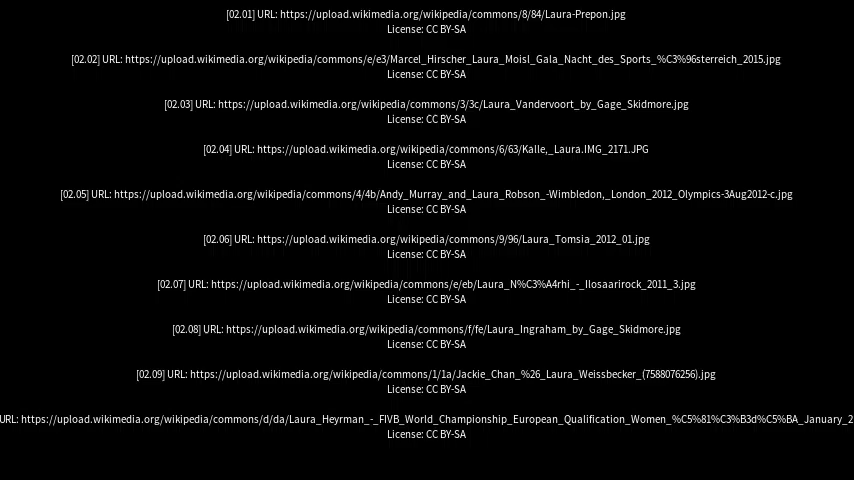 [02.01] URL: https://upload.wikimedia.org/wikipedia/commons/8/84/Laura-Prepon.jpg
License: CC BY-SA
[02.02] URL: https://upload.wikimedia.org/wikipedia/commons/e/e3/Marcel_Hirscher_Laura_Moisl_Gala_Nacht_des_Sports_%C3%96sterreich_2015.jpg
License: CC BY-SA
[02.03] URL: https://upload.wikimedia.org/wikipedia/commons/3/3c/Laura_Vandervoort_by_Gage_Skidmore.jpg
License: CC BY-SA
[02.04] URL: https://upload.wikimedia.org/wikipedia/commons/6/63/Kalle,_Laura.IMG_2171.JPG
License: CC BY-SA
[02.05] URL: https://upload.wikimedia.org/wikipedia/commons/4/4b/Andy_Murray_and_Laura_Robson_-Wimbledon,_London_2012_Olympics-3Aug2012-c.jpg
License: CC BY-SA
[02.06] URL: https://upload.wikimedia.org/wikipedia/commons/9/96/Laura_Tomsia_2012_01.jpg
License: CC BY-SA
[02.07] URL: https://upload.wikimedia.org/wikipedia/commons/e/eb/Laura_N%C3%A4rhi_-_Ilosaarirock_2011_3.jpg
License: CC BY-SA
[02.08] URL: https://upload.wikimedia.org/wikipedia/commons/f/fe/Laura_Ingraham_by_Gage_Skidmore.jpg
License: CC BY-SA
[02.09] URL: https://upload.wikimedia.org/wikipedia/commons/1/1a/Jackie_Chan_%26_Laura_Weissbecker_(7588076256).jpg
License: CC BY-SA
URL: https://upload.wikimedia.org/wikipedia/commons/d/da/Laura_Heyrman_-_FIVB_World_Championship_European_Qualification_Women_%C5%81%C3%B3d%C5%BA_January_2
License: CC BY-SA